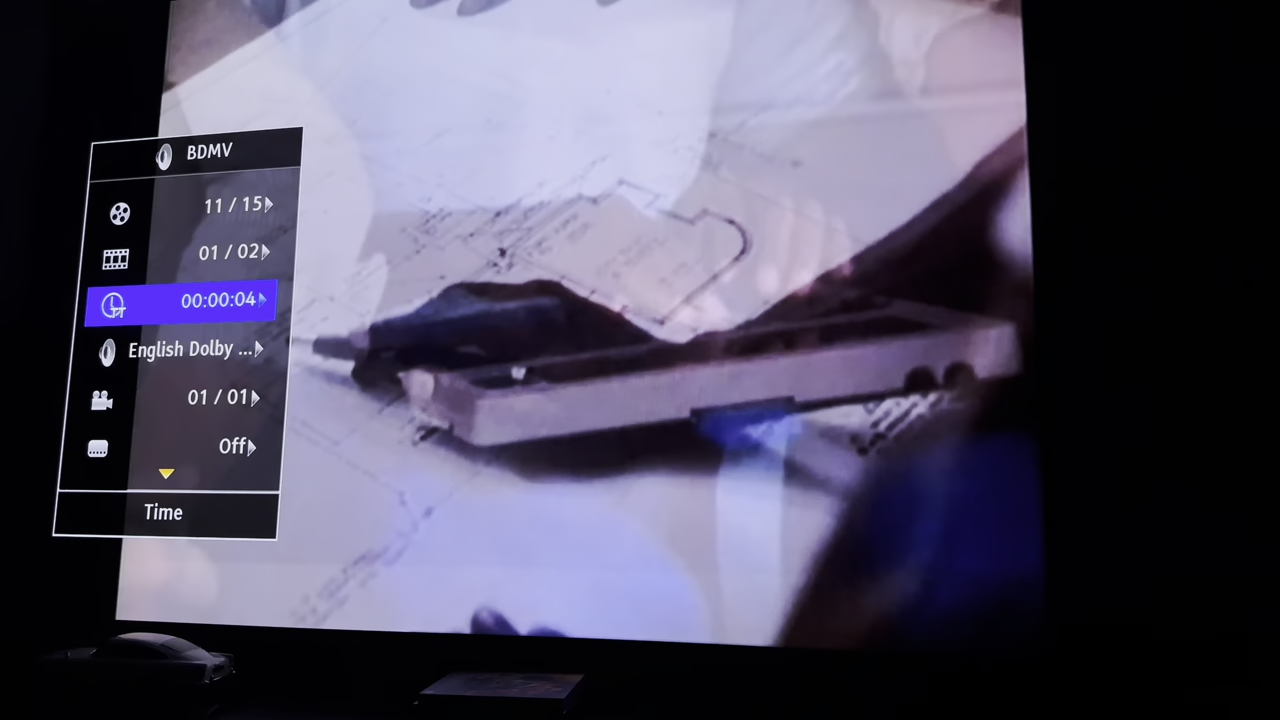 BDMV
11 / 15
01 / 02
00:00:04
English Dolby ...
01 / 01
Off
Time